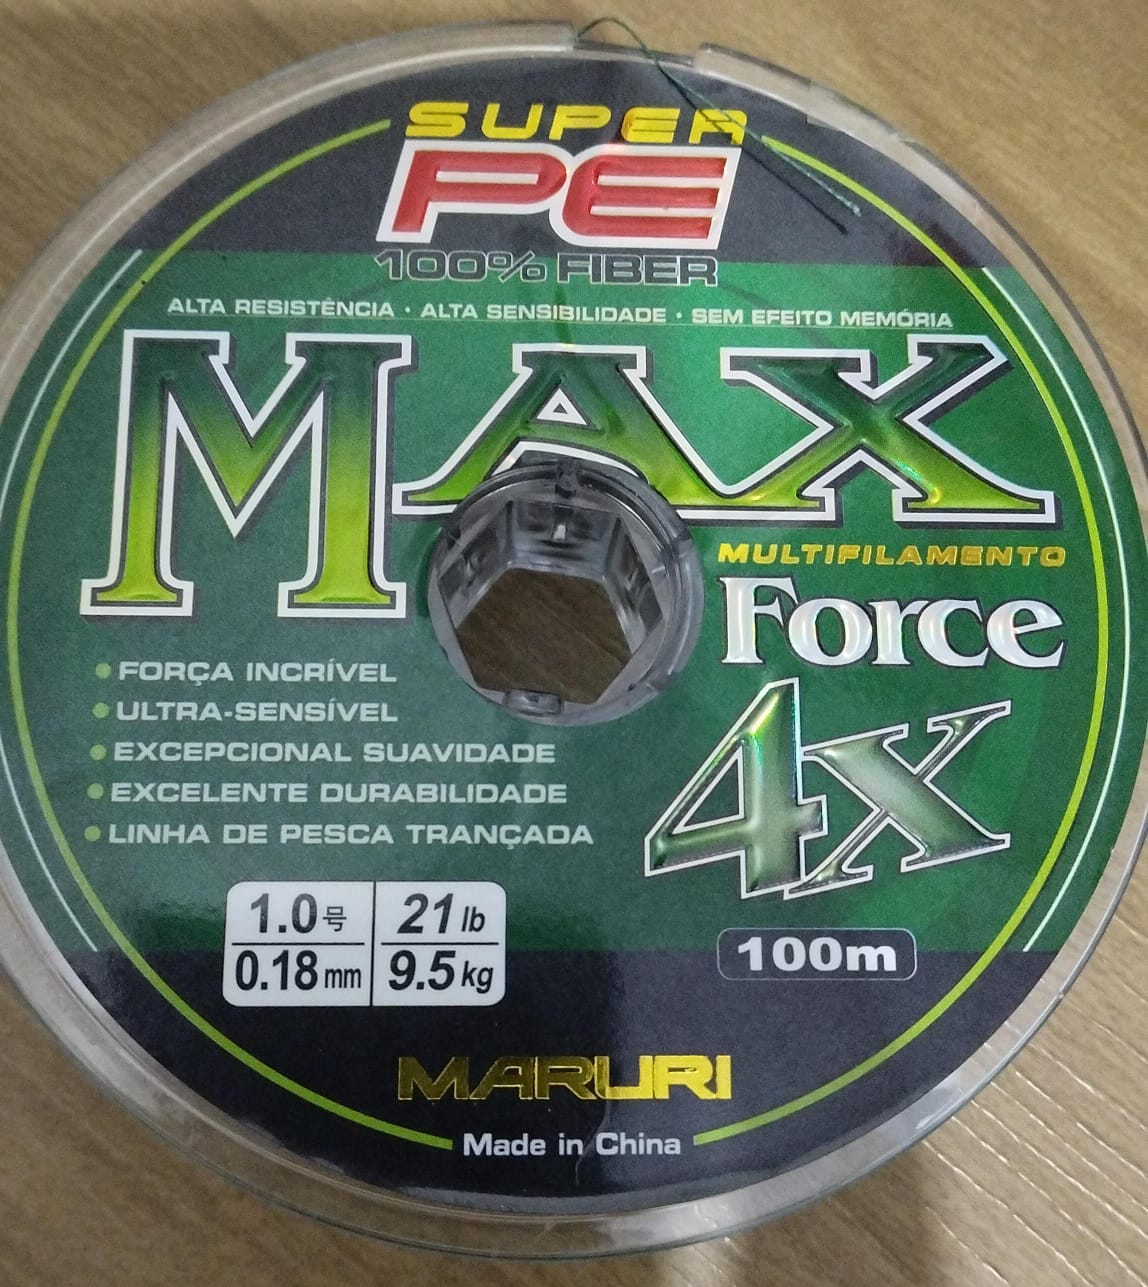 SUPER
PE
100% FIBER
ALTA RESISTÊNCIA · ALTA SENSIBILIDADE · SEM EFEITO MEMÓRIA
MAX
MULTIFILAMENTO
Force
4X
• FORÇA INCRÍVEL
• ULTRA-SENSÍVEL
• EXCEPCIONAL SUAVIDADE
• EXCELENTE DURABILIDADE
• LINHA DE PESCA TRANÇADA
1.0号 21 lb
0.18 mm 9.5 kg
100m
MARURI
Made in China